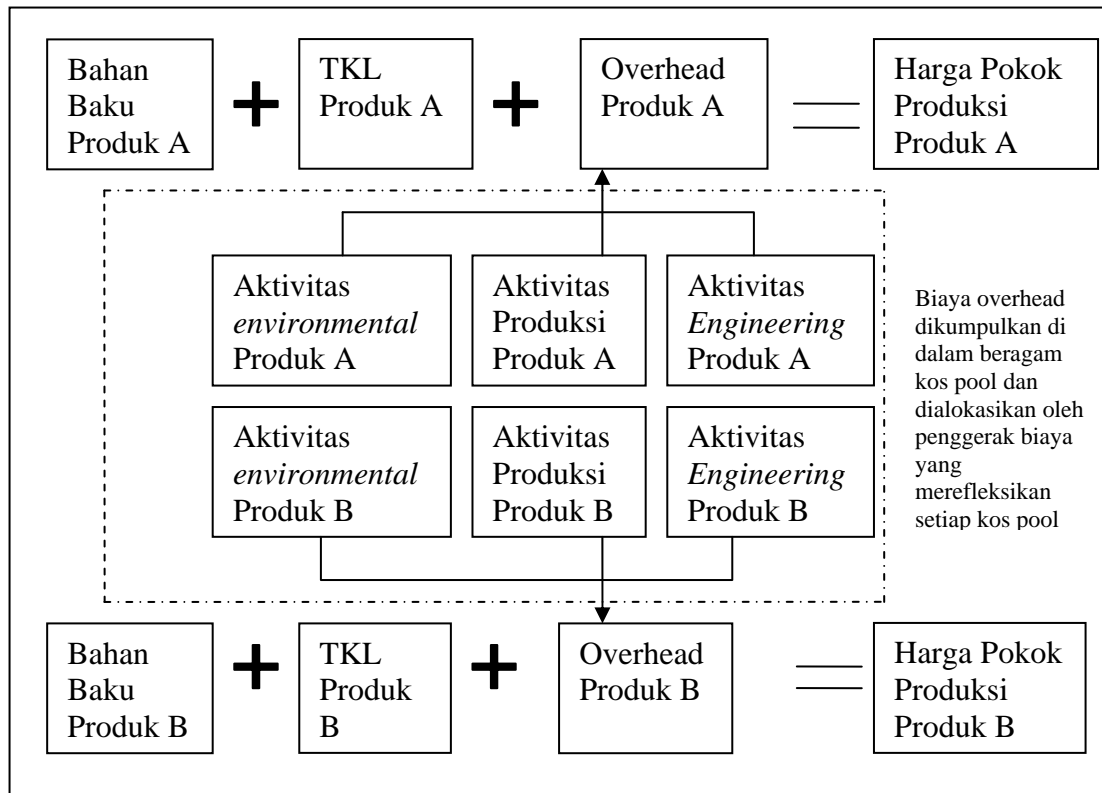 Bahan
Baku
Produk A
+
TKL
Produk A
+
Overhead
Produk A
=
Harga Pokok
Produksi
Produk A
Aktivitas
environmental
Produk A
Aktivitas
Produksi
Produk A
Aktivitas
Engineering
Produk A
Aktivitas
environmental
Produk B
Aktivitas
Produksi
Produk B
Aktivitas
Engineering
Produk B
Biaya overhead
dikumpulkan di
dalam beragam
kos pool dan
dialokasikan oleh
penggerak biaya
yang
merefleksikan
setiap kos pool
Bahan
Baku
Produk B
+
TKL
Produk
B
+
Overhead
Produk B
=
Harga Pokok
Produksi
Produk B